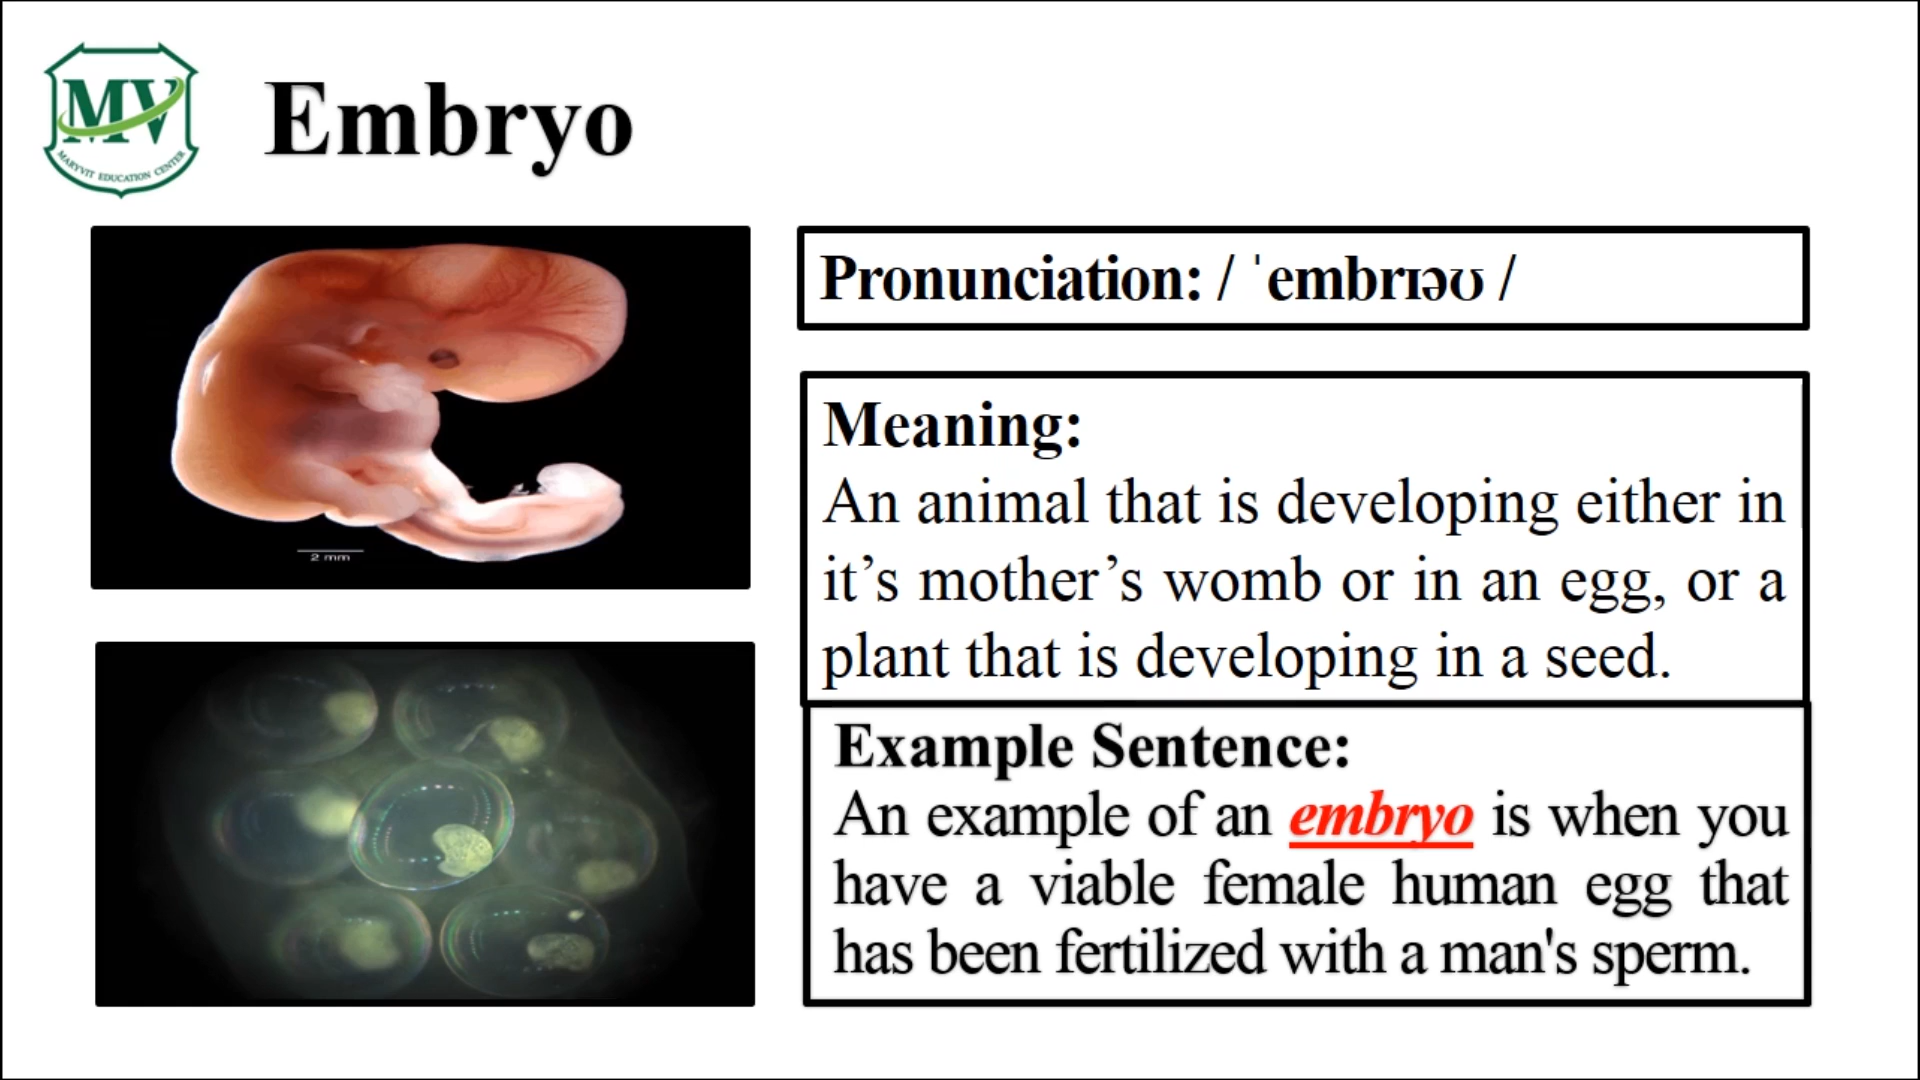 MV
MARYVIT EDUCATION CENTER
Embryo
2 mm
Pronunciation: / ˈembrɪəʊ /
Meaning:
An animal that is developing either in
it’s mother’s womb or in an egg, or a
plant that is developing in a seed.
Example Sentence:
An example of an embryo is when you
have a viable female human egg that
has been fertilized with a man's sperm.